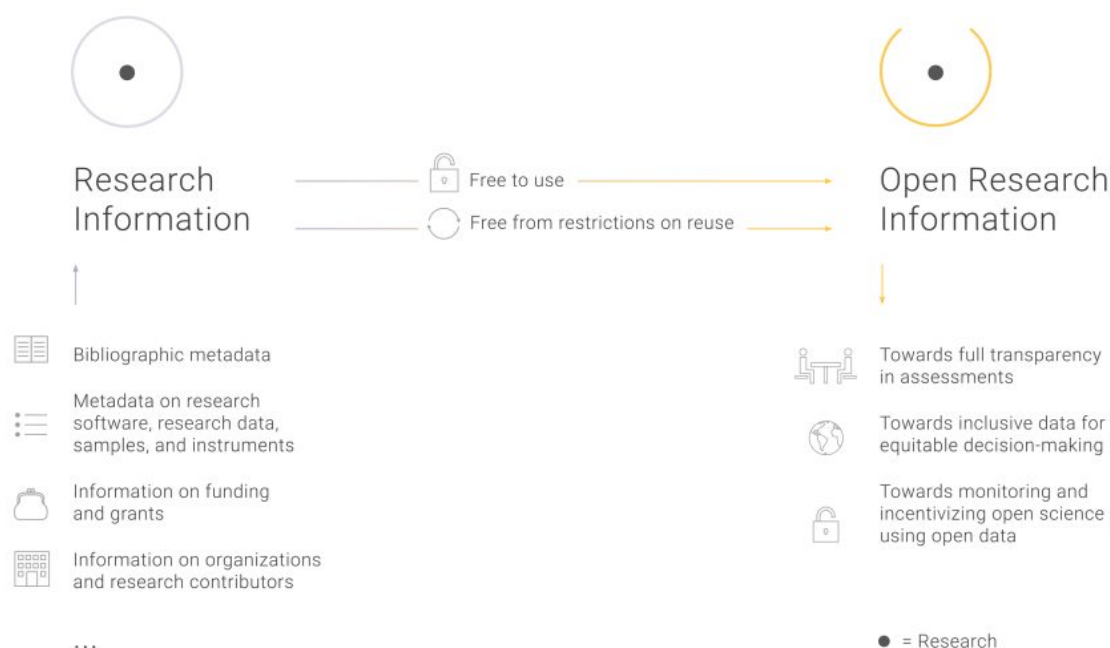 Research
Information
Free to use
Free from restrictions on reuse
Open Research
Information
Bibliographic metadata
Metadata on research
software, research data,
samples, and instruments
Information on funding
and grants
Information on organizations
and research contributors
...
Towards full transparency
in assessments
Towards inclusive data for
equitable decision-making
Towards monitoring and
incentivizing open science
using open data
= Research